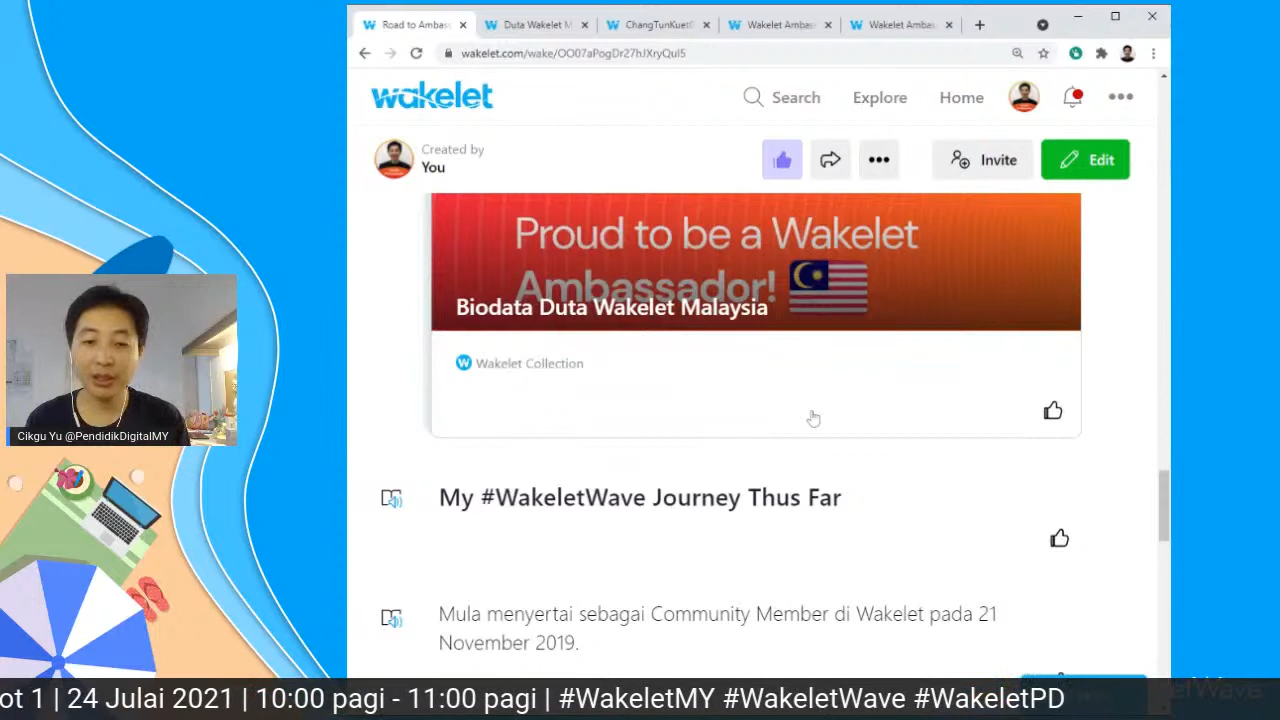 Road to Ambas
Duta Wakelet M
ChangTunKuet
Wakelet Ambas
Wakelet Ambas
wakelet.com/wake/OO07aPogDr27hJXryQuI5
wakelet
Search
Explore
Home
Created by
You
Invite
Edit
Proud to be a Wakelet
Ambassador!
Biodata Duta Wakelet Malaysia
Wakelet Collection
My #WakeletWave Journey Thus Far
Mula menyertai sebagai Community Member di Wakelet pada 21
November 2019.
Cikgu Yu @PendidikDigitalMY
ot 1 | 24 Julai 2021 | 10:00 pagi - 11:00 pagi | #WakeletMY #WakeletWave #WakeletPD